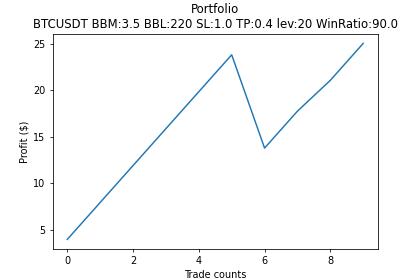 Portfolio
BTCUSDT BBM:3.5 BBL:220 SL:1.0 TP:0.4 lev:20 WinRatio:90.0
25
20
15
10
5
Profit ($)
0 2 4 6 8
Trade counts